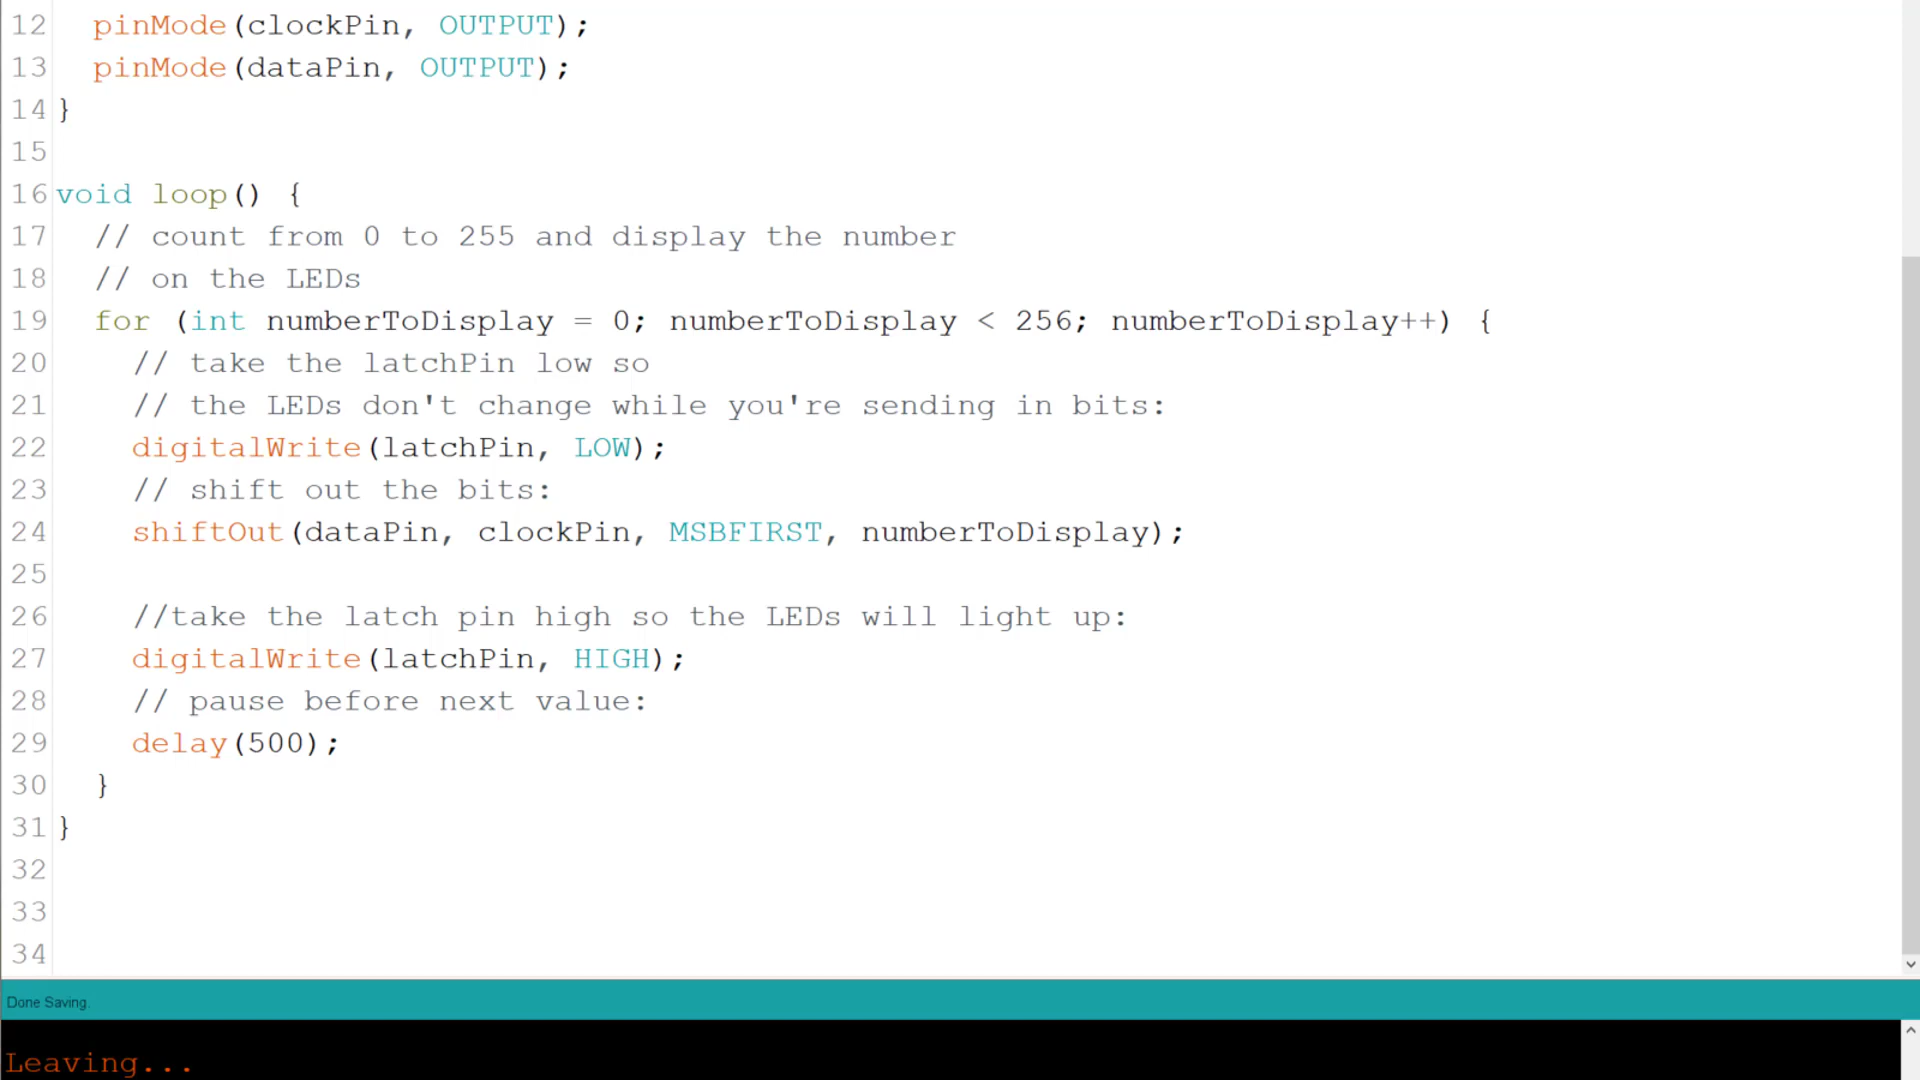 12 pinMode(clockPin, OUTPUT);
13 pinMode(dataPin, OUTPUT);
14 }
15
16 void loop() {
17 // count from 0 to 255 and display the number
18 // on the LEDs
19 for (int numberToDisplay = 0; numberToDisplay < 256; numberToDisplay++) {
20 // take the latchPin low so
21 // the LEDs don't change while you're sending in bits:
22 digitalWrite(latchPin, LOW);
23 // shift out the bits:
24 shiftOut(dataPin, clockPin, MSBFIRST, numberToDisplay);
25
26 //take the latch pin high so the LEDs will light up:
27 digitalWrite(latchPin, HIGH);
28 // pause before next value:
29 delay(500);
30 }
31 }
32
33
34
Done Saving.
Leaving...